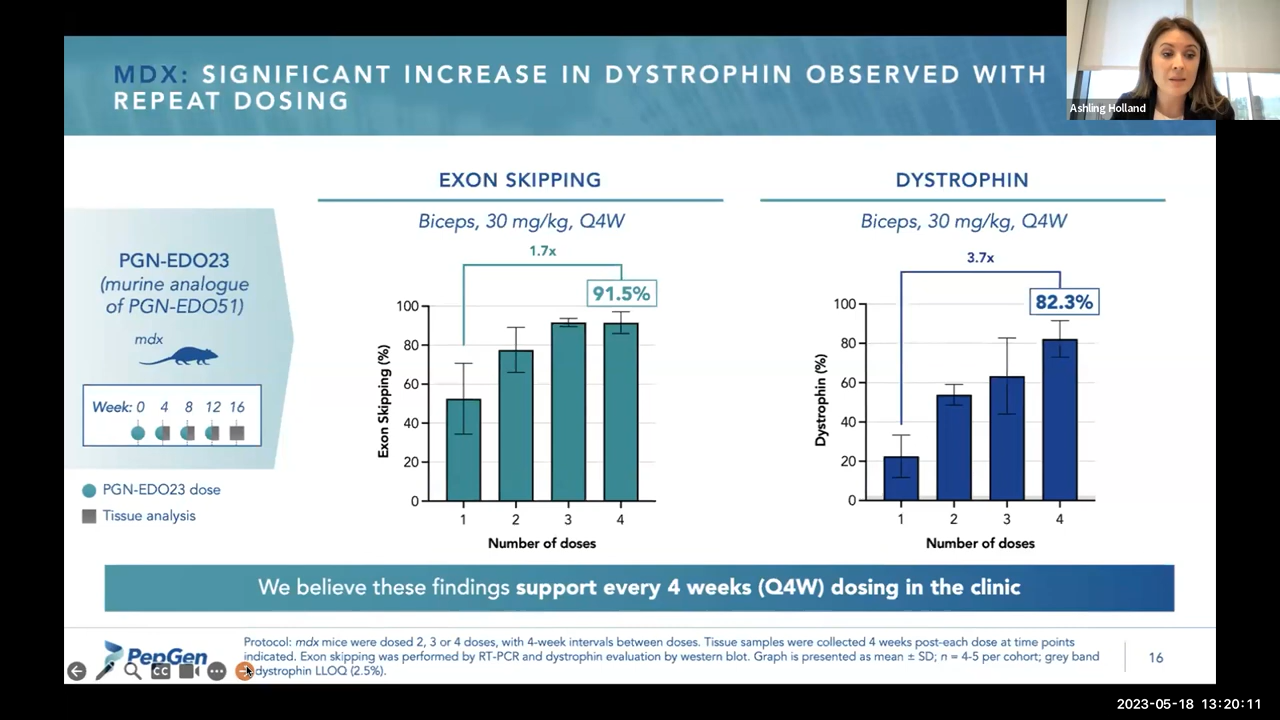 MDX: SIGNIFICANT INCREASE IN DYSTROPHIN OBSERVED WITH
REPEAT DOSING
Ashling Holland
PGN-EDO23
(murine analogue
of PGN-EDO51)
mdx
Week: 0 4 8 12 16
PGN-EDO23 dose
Tissue analysis
EXON SKIPPING
Biceps, 30 mg/kg, Q4W
1.7x
91.5%
100
80
60
40
20
0
Exon Skipping (%)
1 2 3 4
Number of doses
DYSTROPHIN
Biceps, 30 mg/kg, Q4W
3.7x
82.3%
100
80
60
40
20
0
Dystrophin (%)
1 2 3 4
Number of doses
We believe these findings support every 4 weeks (Q4W) dosing in the clinic
PepGen
CC
Protocol: mdx mice were dosed 2, 3 or 4 doses, with 4-week intervals between doses. Tissue samples were collected 4 weeks post-each dose at time points
indicated. Exon skipping was performed by RT-PCR and dystrophin evaluation by western blot. Graph is presented as mean ± SD; n = 4-5 per cohort; grey band
dystrophin LLOQ (2.5%).
16
2023-05-18 13:20:11